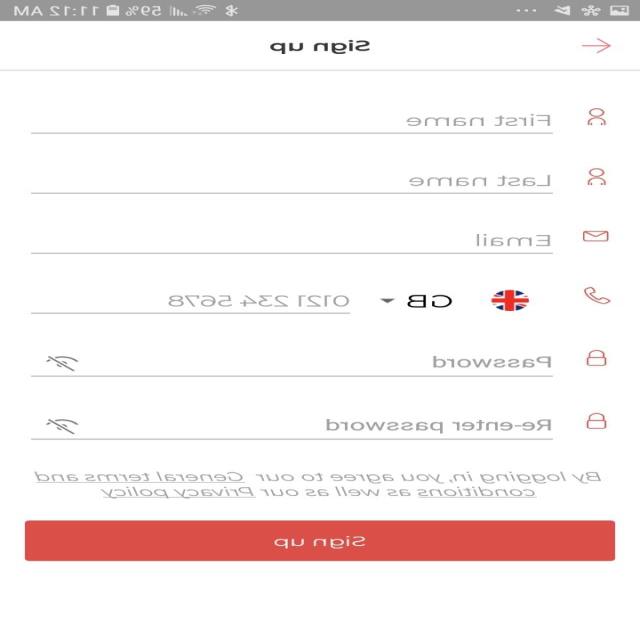 59% 11:12 AM
Sign up
First name
Last name
Email
GB 0121 234 5678
Password
Re-enter password
By logging in, you agree to our General terms and
conditions as well as our Privacy policy
Sign up